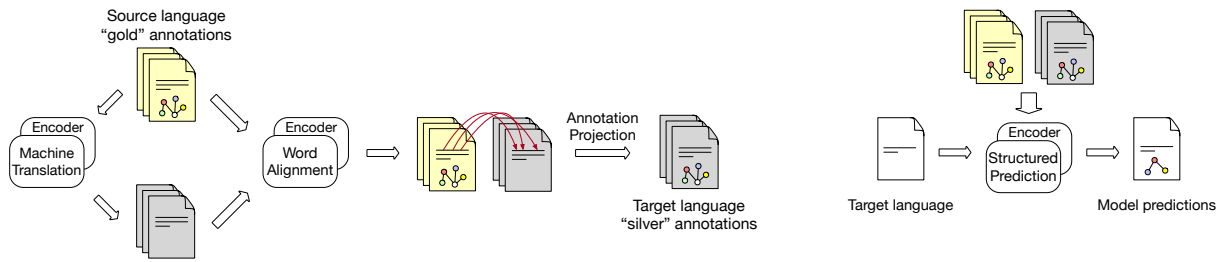 Source language
“gold” annotations
Encoder
Machine
Translation
Encoder
Word
Alignment
Annotation
Projection
Target language
“silver” annotations
Target language
Encoder
Structured
Prediction
Model predictions